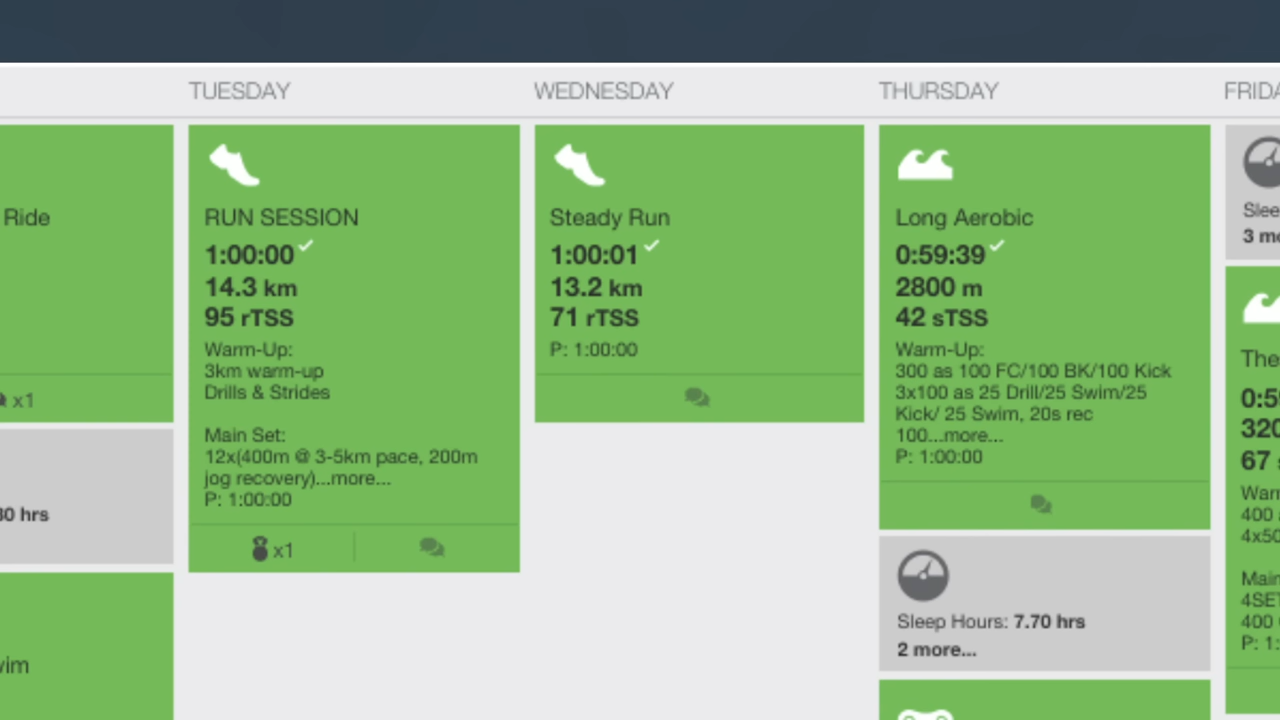 TUESDAY
WEDNESDAY
THURSDAY
Ride
x1
hrs
RUN SESSION
1:00:00
14.3 km
95 rTSS
Warm-Up:
3km warm-up
Drills & Strides
Main Set:
12x(400m @ 3-5km pace, 200m
jog recovery)...more...
P: 1:00:00
x1
Steady Run
1:00:01
13.2 km
71 rTSS
P: 1:00:00
Long Aerobic
0:59:39
2800 m
42 sTSS
Warm-Up:
300 as 100 FC/100 BK/100 Kick
3x100 as 25 Drill/25 Swim/25
Kick/ 25 Swim, 20s rec
100...more...
P: 1:00:00
Sleep Hours: 7.70 hrs
2 more...
67
400
P: 1: